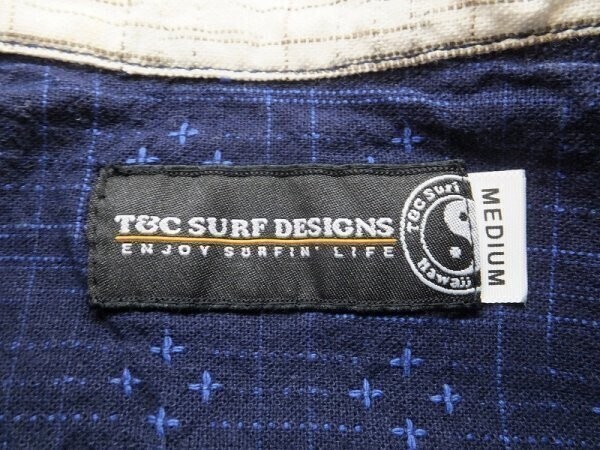 T&C SURF DESIGNS
ENJOY SURFIN' LIFE
T&C Surf
Hawaii
MEDIUM